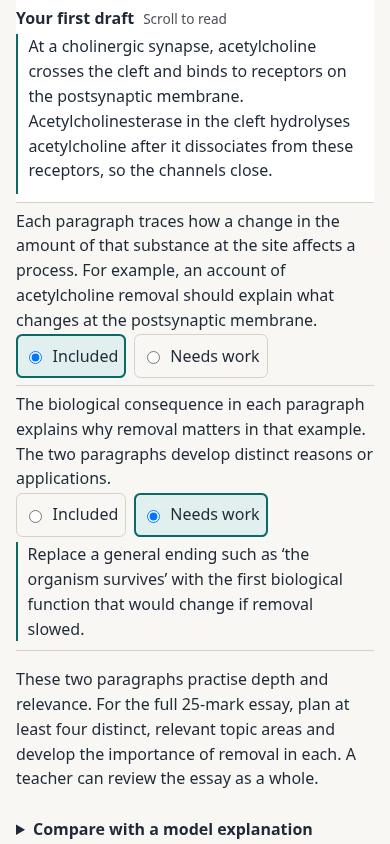 Your first draft Scroll to read
At a cholinergic synapse, acetylcholine
crosses the cleft and binds to receptors on
the postsynaptic membrane.
Acetylcholinesterase in the cleft hydrolyses
acetylcholine after it dissociates from these
receptors, so the channels close.
Each paragraph traces how a change in the
amount of that substance at the site affects a
process. For example, an account of
acetylcholine removal should explain what
changes at the postsynaptic membrane.
Included Needs work
The biological consequence in each paragraph
explains why removal matters in that example.
The two paragraphs develop distinct reasons or
applications.
Included Needs work
Replace a general ending such as ‘the
organism survives’ with the first biological
function that would change if removal
slowed.
These two paragraphs practise depth and
relevance. For the full 25-mark essay, plan at
least four distinct, relevant topic areas and
develop the importance of removal in each. A
teacher can review the essay as a whole.
Compare with a model explanation